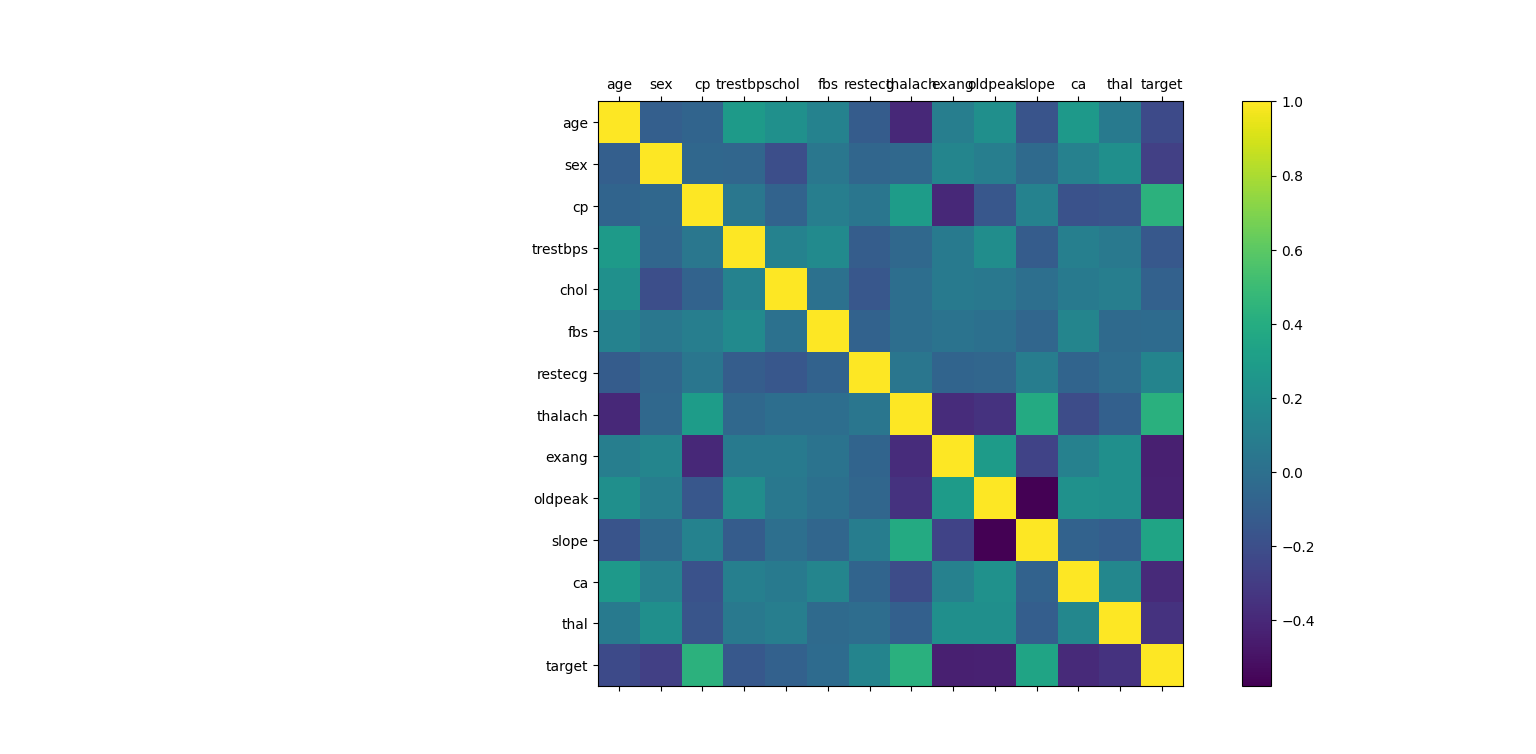 age sex cp trestbps chol fbs restecg thalach exang oldpeak slope ca thal target
age
sex
cp
trestbps
chol
fbs
restecg
thalach
exang
oldpeak
slope
ca
thal
target
1.0
0.8
0.6
0.4
0.2
0.0
−0.2
−0.4